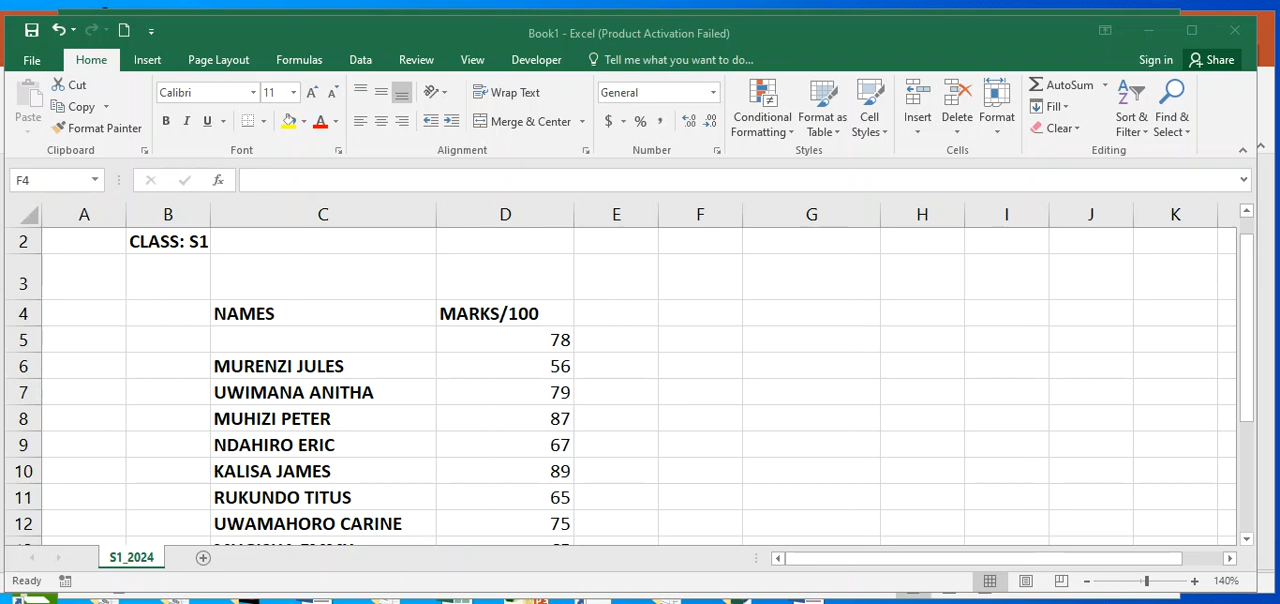 Book1 - Excel (Product Activation Failed)
File Home Insert Page Layout Formulas Data Review View Developer Tell me what you want to do... Sign in Share
Paste Cut Copy Format Painter
Clipboard
Calibri 11 A A
B I U A
Font
Wrap Text
Merge & Center
Alignment
General
$ % , .0 .00 .00 .0
Number
Conditional Formatting Format as Table Cell Styles
Styles
Insert Delete Format
Cells
AutoSum Fill Clear Sort & Filter Find & Select
Editing
F4 fx
A B C D E F G H I J K
2 CLASS: S1
3
4 NAMES MARKS/100
5 78
6 MURENZI JULES 56
7 UWIMANA ANITHA 79
8 MUHIZI PETER 87
9 NDAHIRO ERIC 67
10 KALISA JAMES 89
11 RUKUNDO TITUS 65
12 UWAMAHORO CARINE 75
S1_2024
Ready 140%